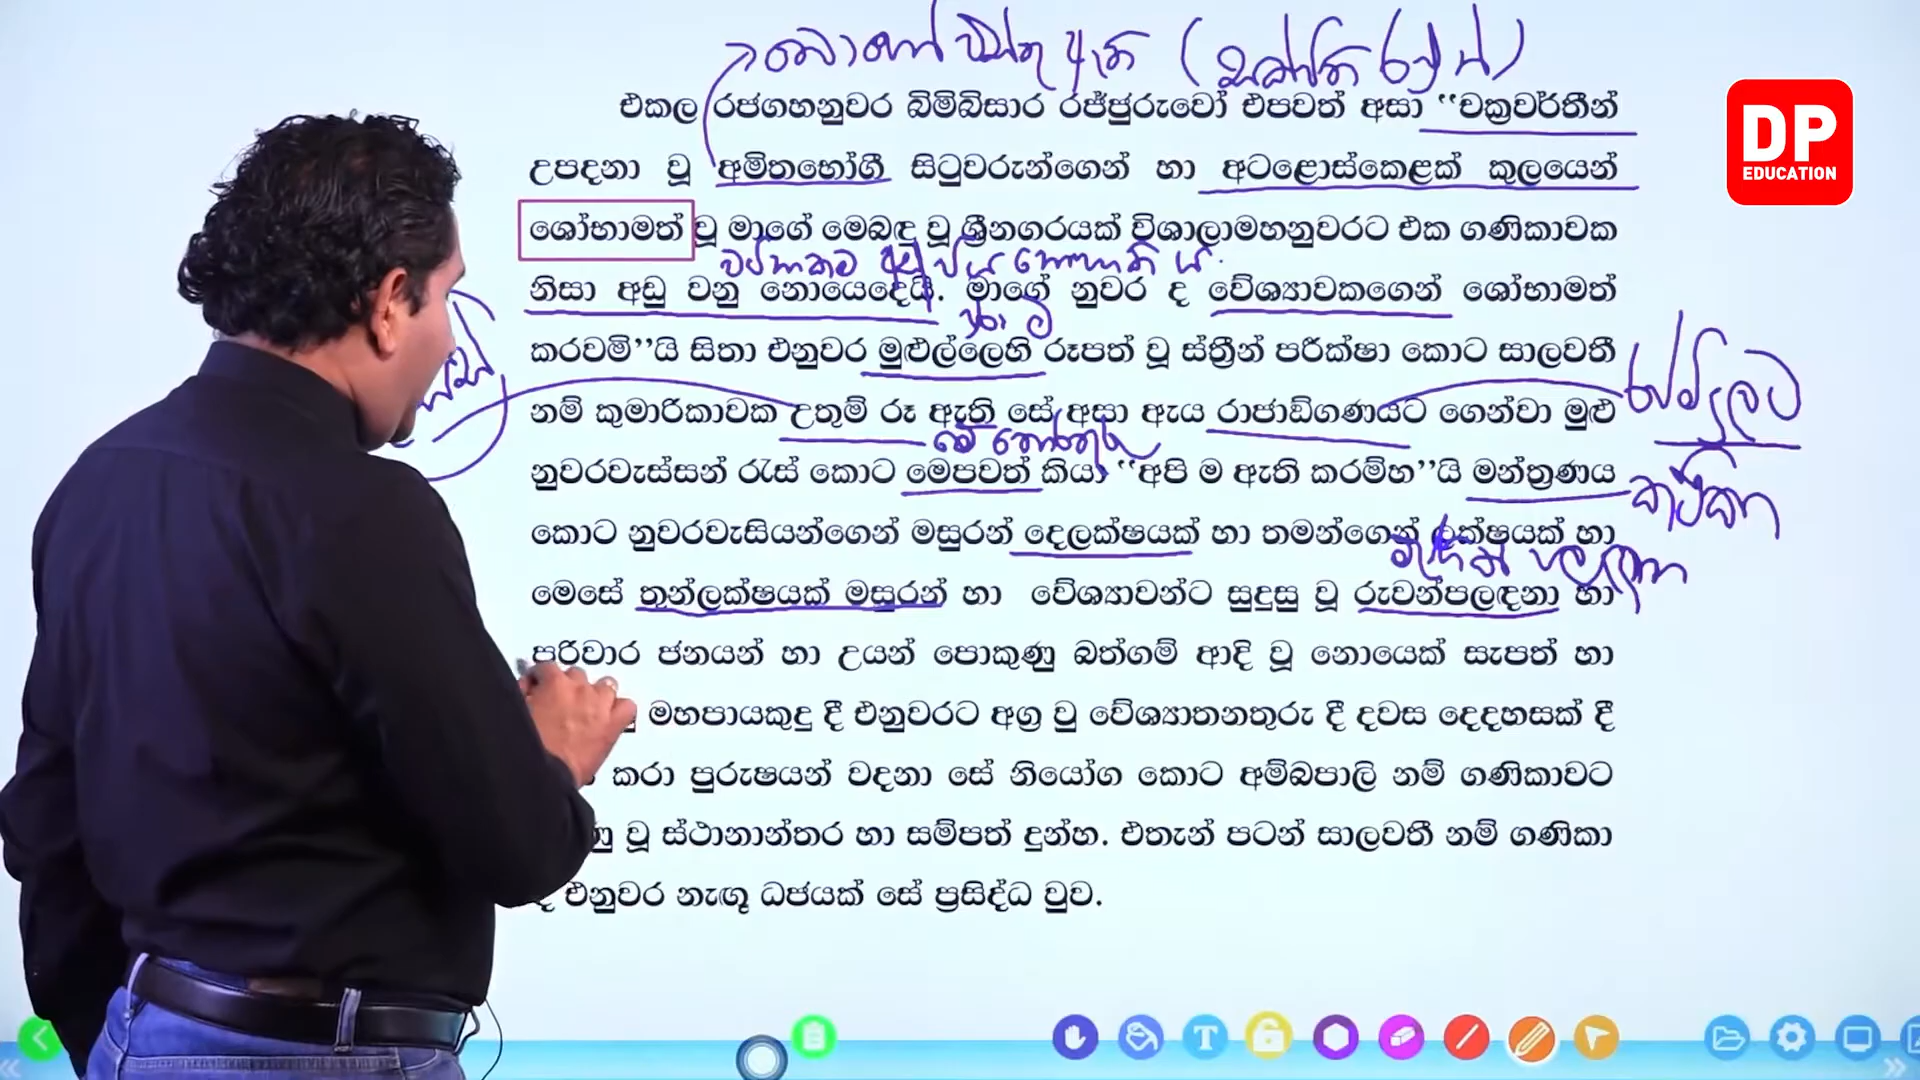 බොහෝ වස්තු ඇති (සක්විති රජුන්)
එකල රජගහනුවර බිම්බිසාර රජ්ජුරුවෝ එපවත් අසා “චක්‍රවර්තීන්
උපදනා වූ අමිතභෝගී සිටුවරුන්ගෙන් හා අටළොස්කෙළක් කුලයෙන්
ශෝභාමත් වූ මාගේ මෙබඳු වූ ශ්‍රීනගරයක් විශාලාමහනුවරට එක ගණිකාවක
නිසා අඩු වනු නොයෙදෙයි. මාගේ නුවර ද වේශ්‍යාවකගෙන් ශෝභාමත්
කරවමි”යි සිතා එනුවර මුළුල්ලෙහි රූපත් වූ ස්ත්‍රීන් පරීක්ෂා කොට සාලවතී
නම් කුමාරිකාවක උතුම් රූ ඇති සේ අසා ඇය රාජාඞ්ගණයට ගෙන්වා මුළු
මේ තොරතුරු
නුවරවැස්සන් රැස් කොට මෙපවත් කියා “අපි ම ඇති කරම්හ”යි මන්ත්‍රණය
කොට නුවරවැසියන්ගෙන් මසුරන් දෙලක්ෂයක් හා තමන්ගෙන් ලක්ෂයක් හා
මෙසේ තුන්ලක්ෂයක් මසුරන් හා වේශ්‍යාවන්ට සුදුසු වූ රුවන්පලඳනා හා
පරිවාර ජනයන් හා උයන් පොකුණු බත්ගම් ආදි වූ නොයෙක් සැපත් හා
මහපායකුදු දී එනුවරට අග්‍ර වු වේශ්‍යාතනතුරු දී දවස දෙදහසක් දී
කරා පුරුෂයන් වදනා සේ නියෝග කොට අම්බපාලි නම් ගණිකාවට
වූ ස්ථානාන්තර හා සම්පත් දුන්හ. එතැන් පටන් සාලවතී නම් ගණිකා
එනුවර නැඟූ ධජයක් සේ ප්‍රසිද්ධ වුව.
DP
EDUCATION